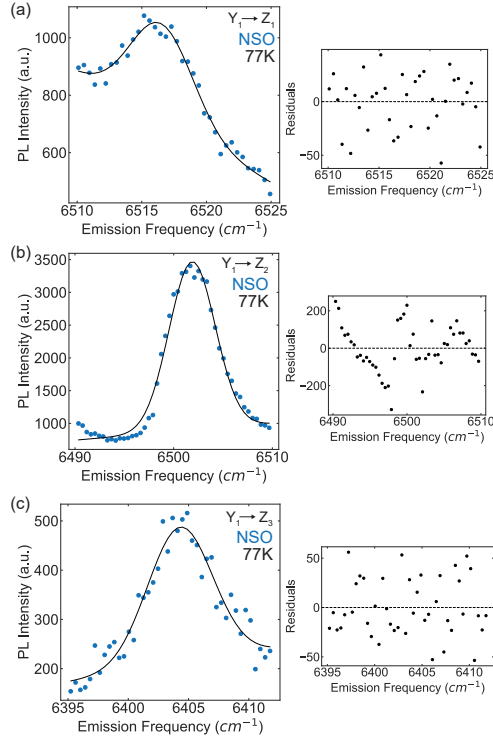 (a)
Y₁→Z₁
NSO
77K
PL Intensity (a.u.)
1000
800
600
6510 6515 6520 6525
Emission Frequency (cm⁻¹)
Residuals
0
−50
6510 6515 6520 6525
Emission Frequency (cm⁻¹)
(b)
Y₁→Z₂
NSO
77K
PL Intensity (a.u.)
3500
3000
2500
2000
1500
1000
6490 6500 6510
Emission Frequency (cm⁻¹)
Residuals
200
0
−200
6490 6500 6510
Emission Frequency (cm⁻¹)
(c)
Y₁→Z₃
NSO
77K
PL Intensity (a.u.)
500
400
300
200
6395 6400 6405 6410
Emission Frequency (cm⁻¹)
Residuals
50
0
−50
6395 6400 6405 6410
Emission Frequency (cm⁻¹)